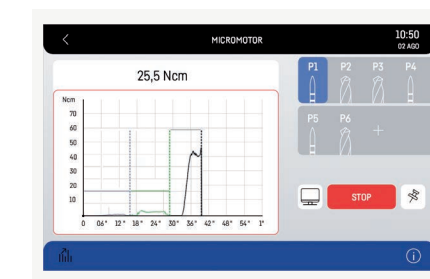 MICROMOTOR
10:50
02 AGO
25,5 Ncm
P1 P2 P3 P4
P5 P6
Ncm
70
60
50
40
30
20
10
0 06" 12" 18" 24" 30" 36" 42" 48" 54" 1"
STOP